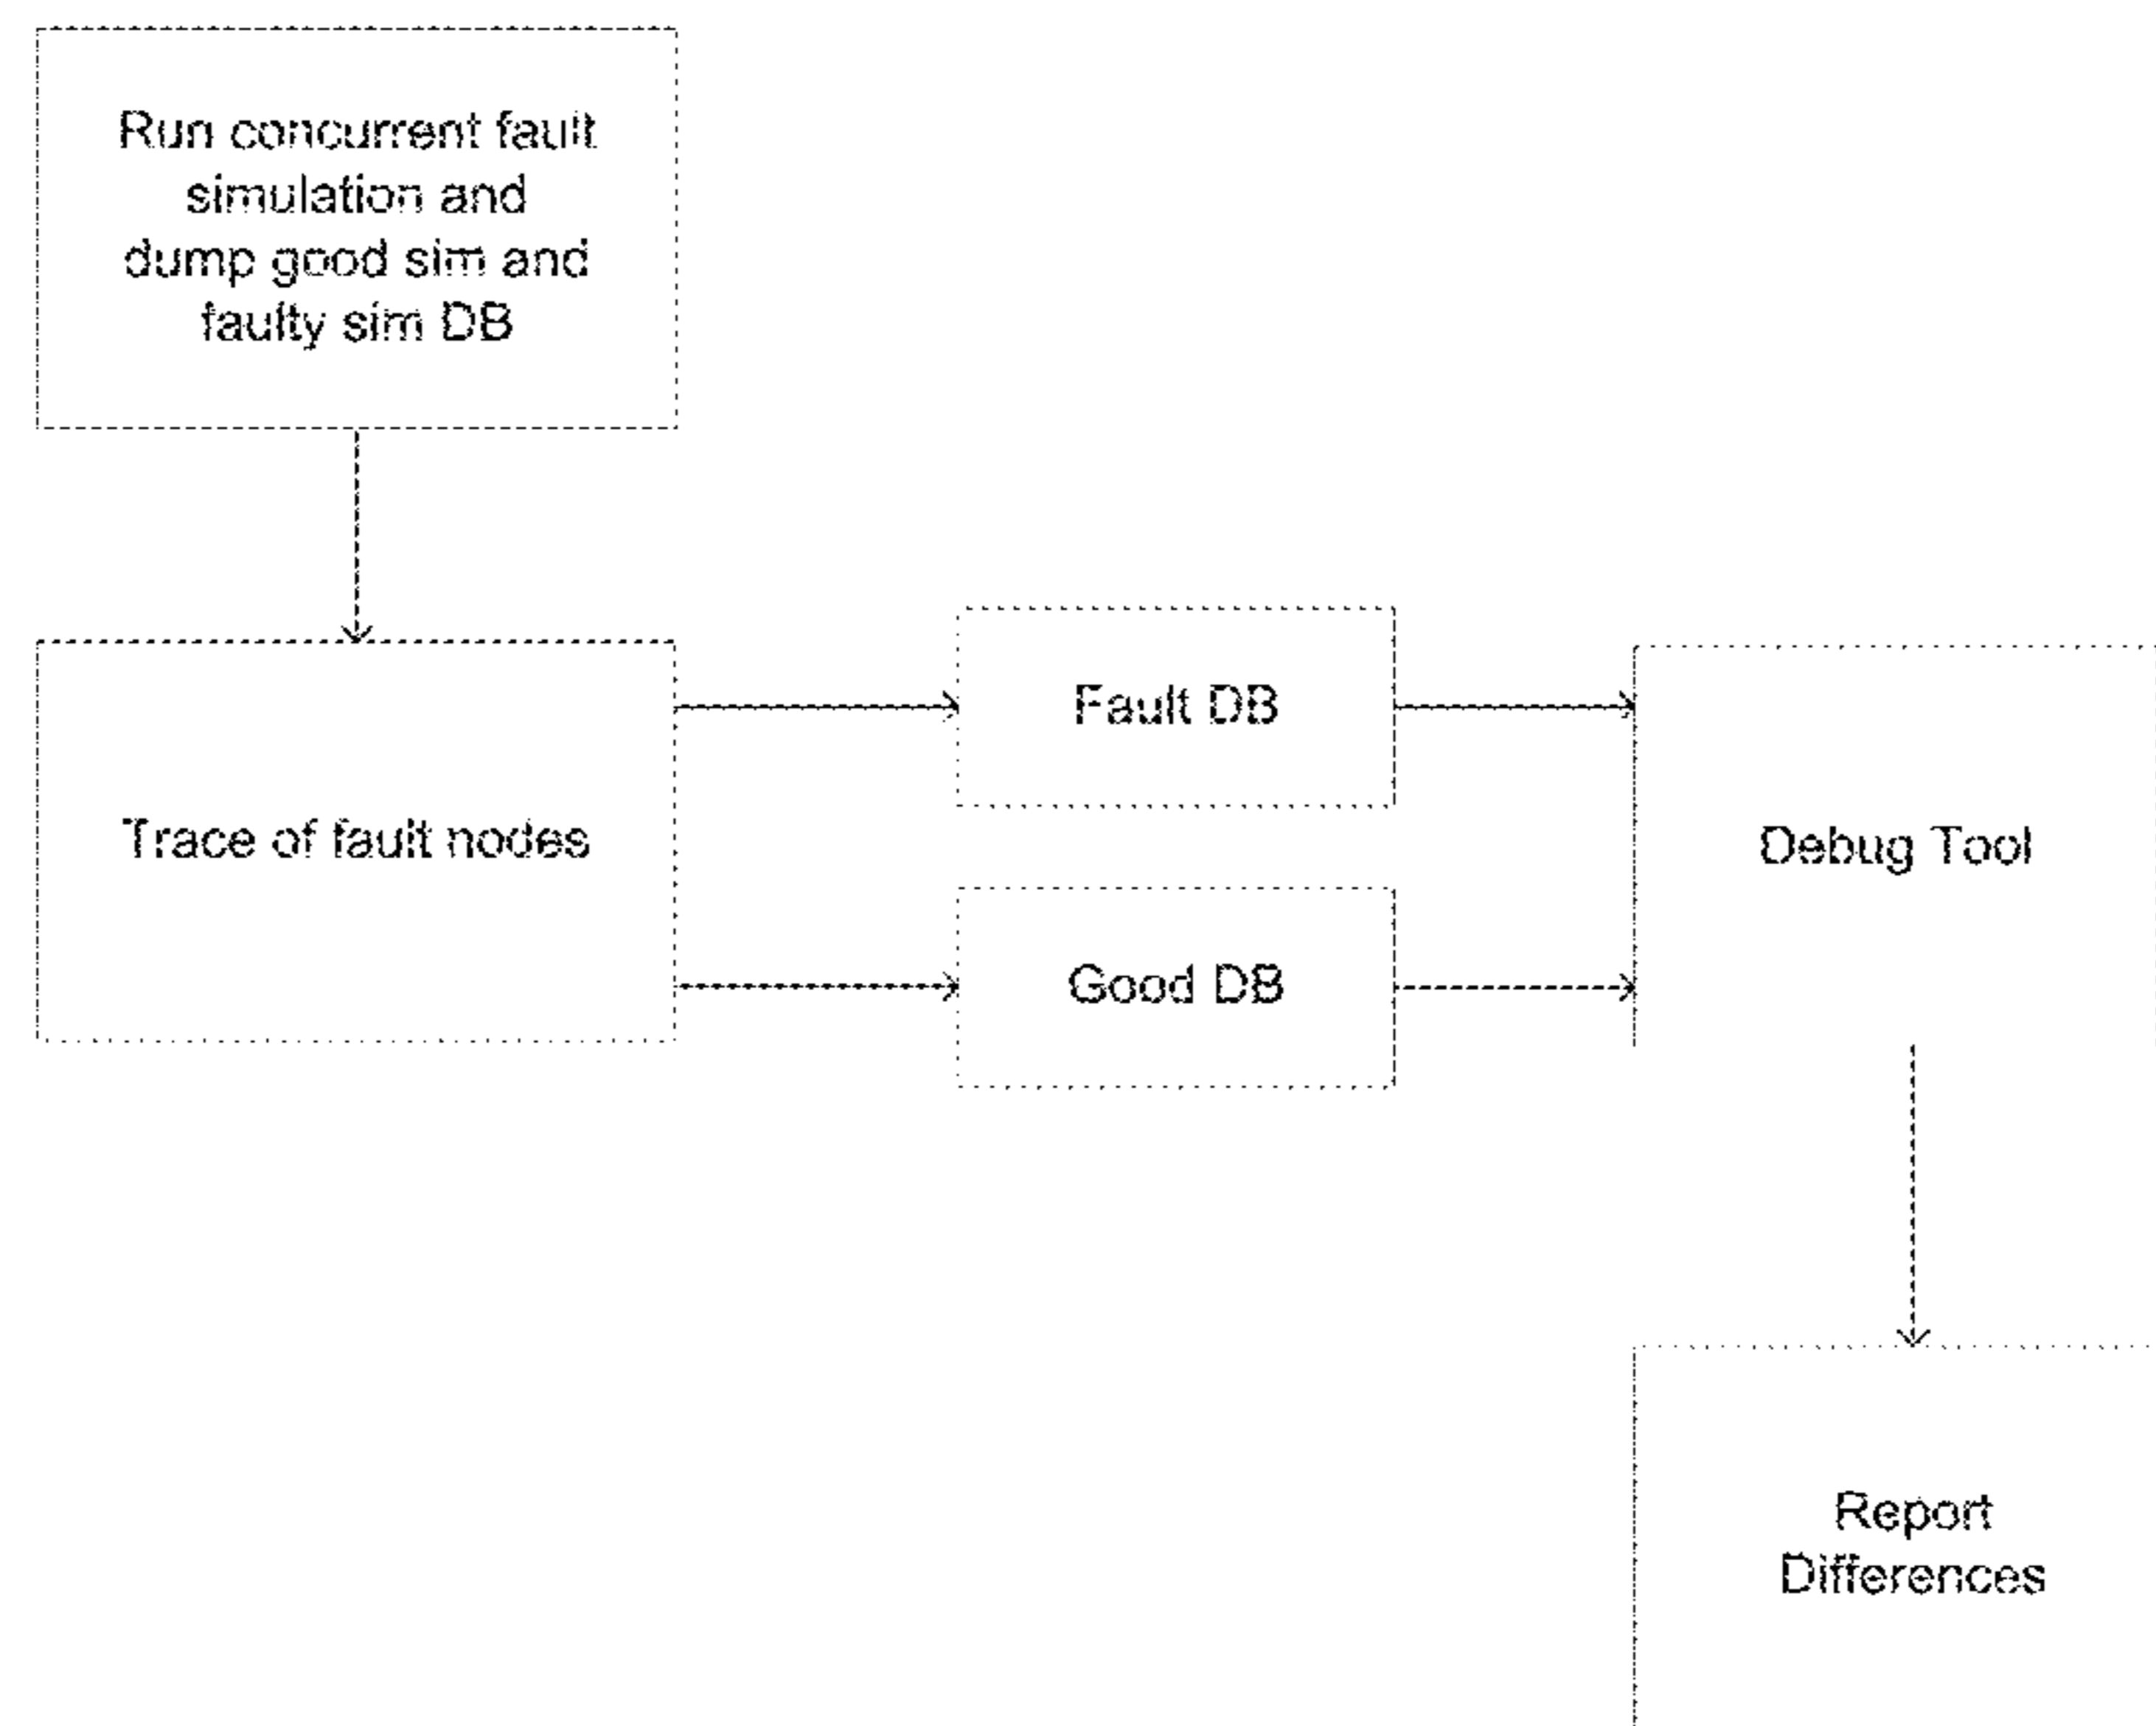 Run concurrent fault
simulation and
dump good sim and
faulty sim DB
Trace of fault nodes
Fault DB
Good DB
Debug Tool
Report
Differences